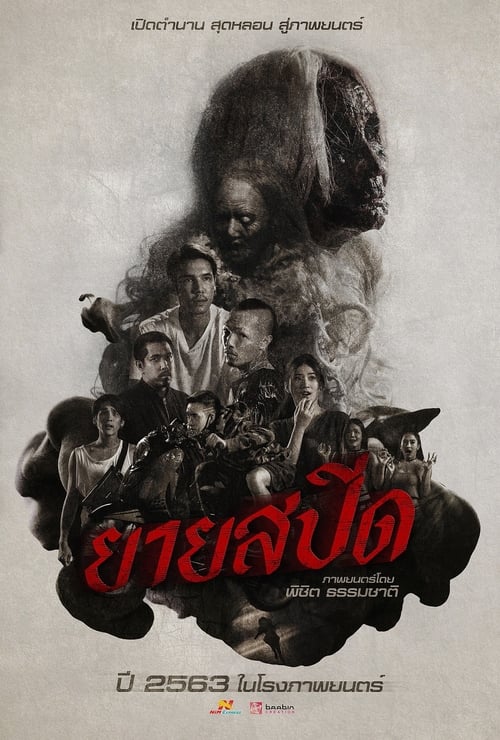 เปิดตำนาน สุดหลอน สู่ภาพยนตร์
ยายสปีด
ภาพยนตร์โดย
พิชิต ธรรมชาติ
ปี 2563 ในโรงภาพยนตร์
baabin
CREATION